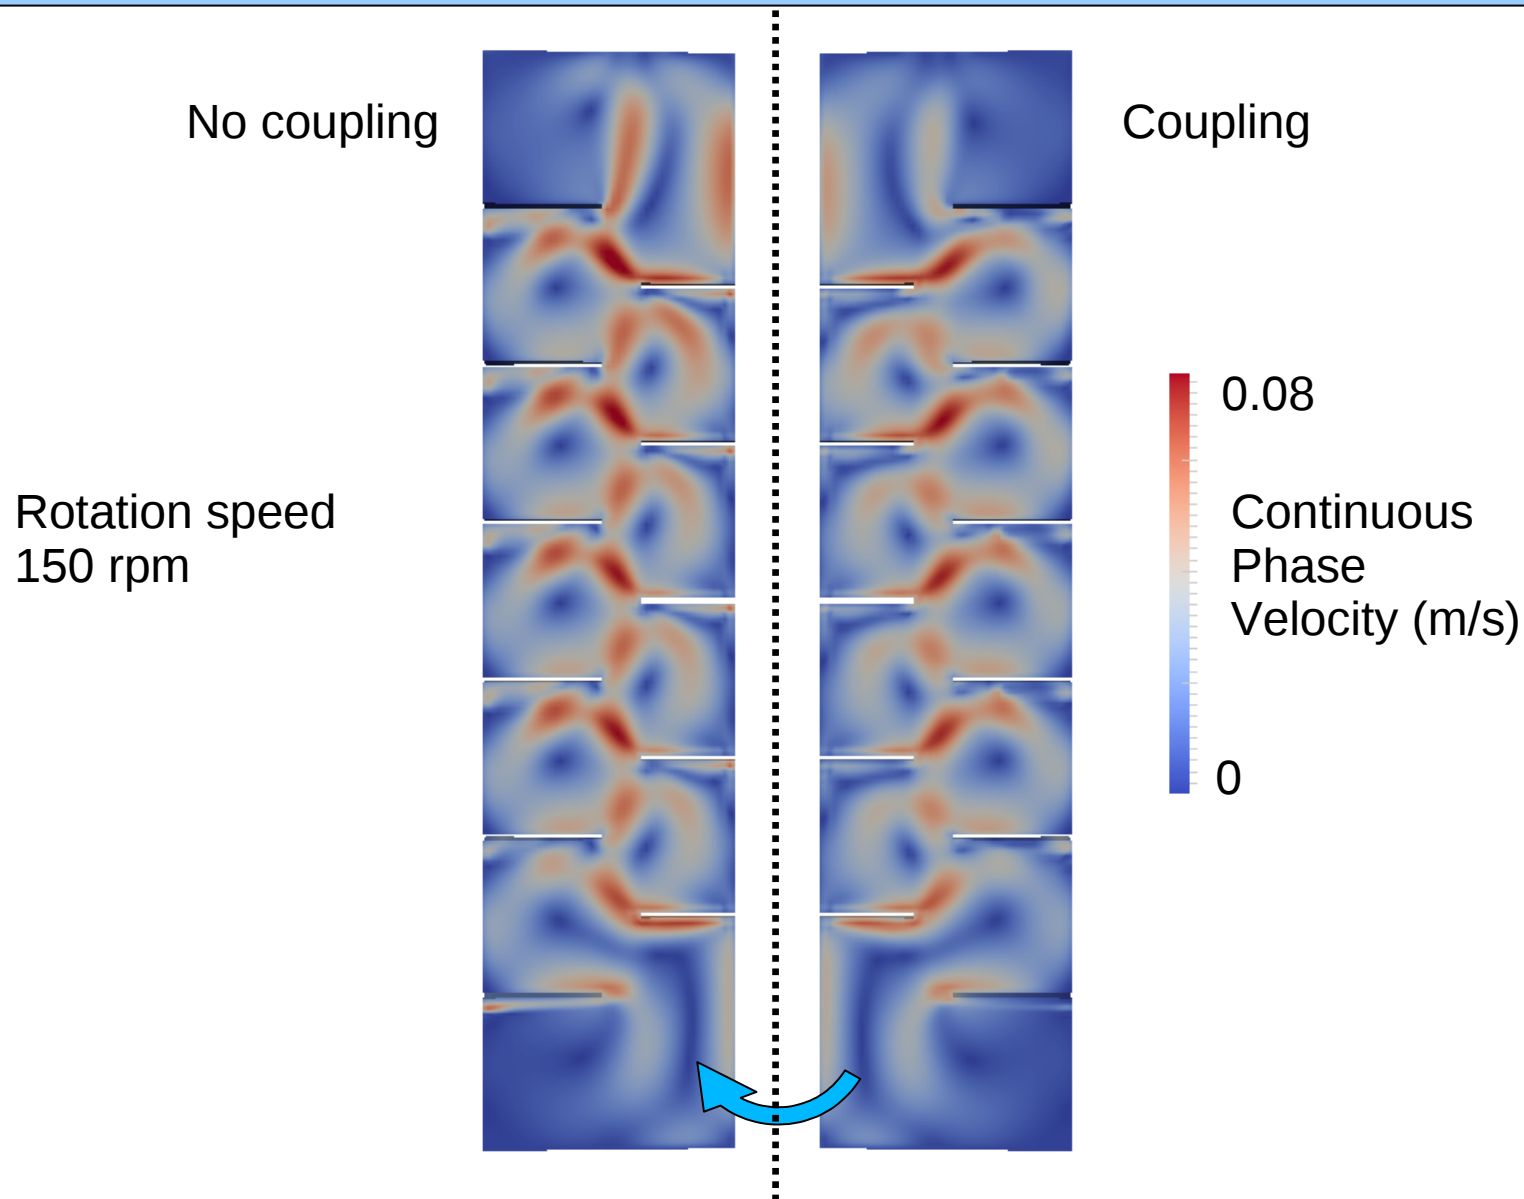 No coupling
Coupling
Rotation speed
150 rpm
0.08
Continuous
Phase
Velocity (m/s)
0